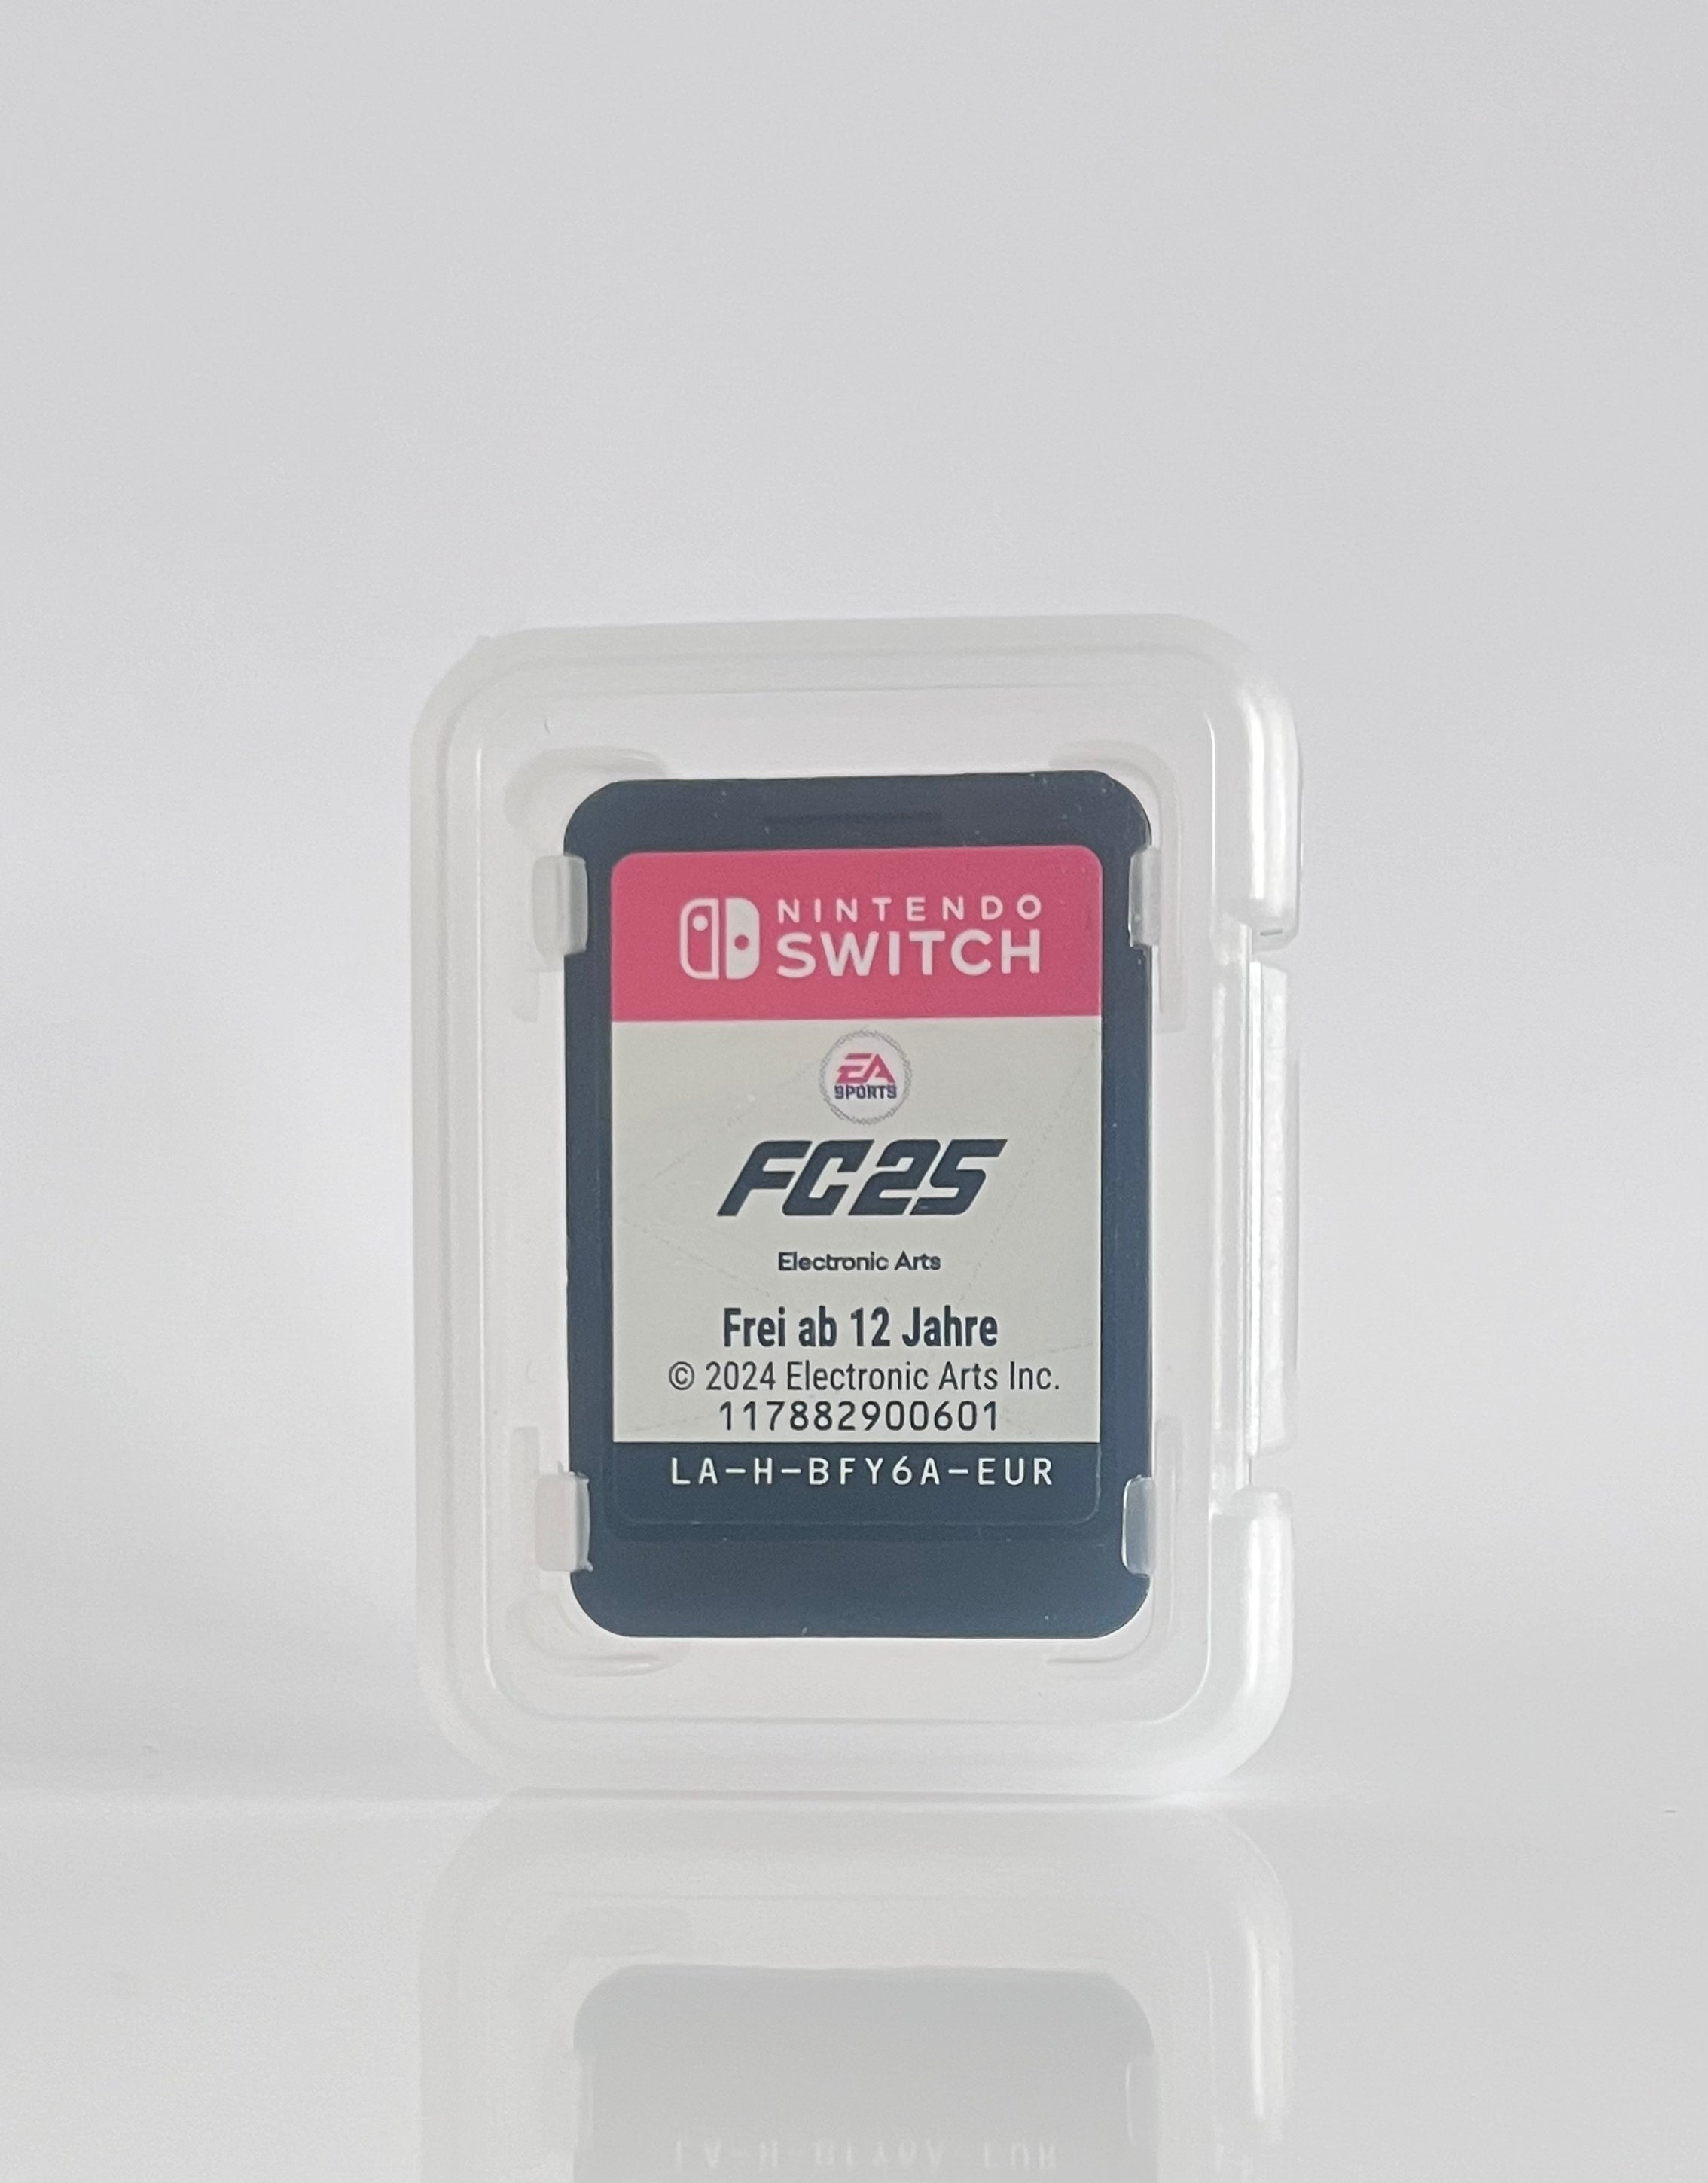 NINTENDO
SWITCH
EA
SPORTS
FC25
Electronic Arts
Frei ab 12 Jahre
© 2024 Electronic Arts Inc.
117882900601
LA-H-BFY6A-EUR